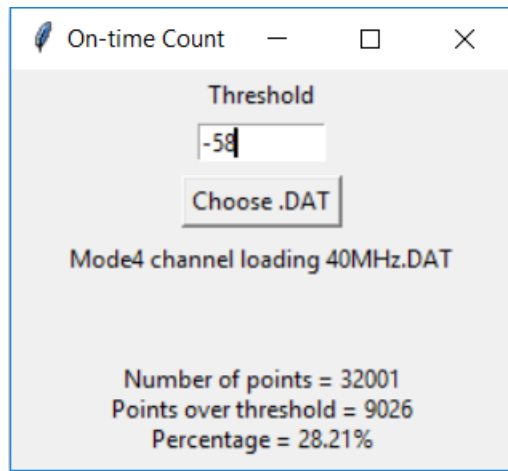 On-time Count
Threshold
-58
Choose .DAT
Mode4 channel loading 40MHz.DAT
Number of points = 32001
Points over threshold = 9026
Percentage = 28.21%